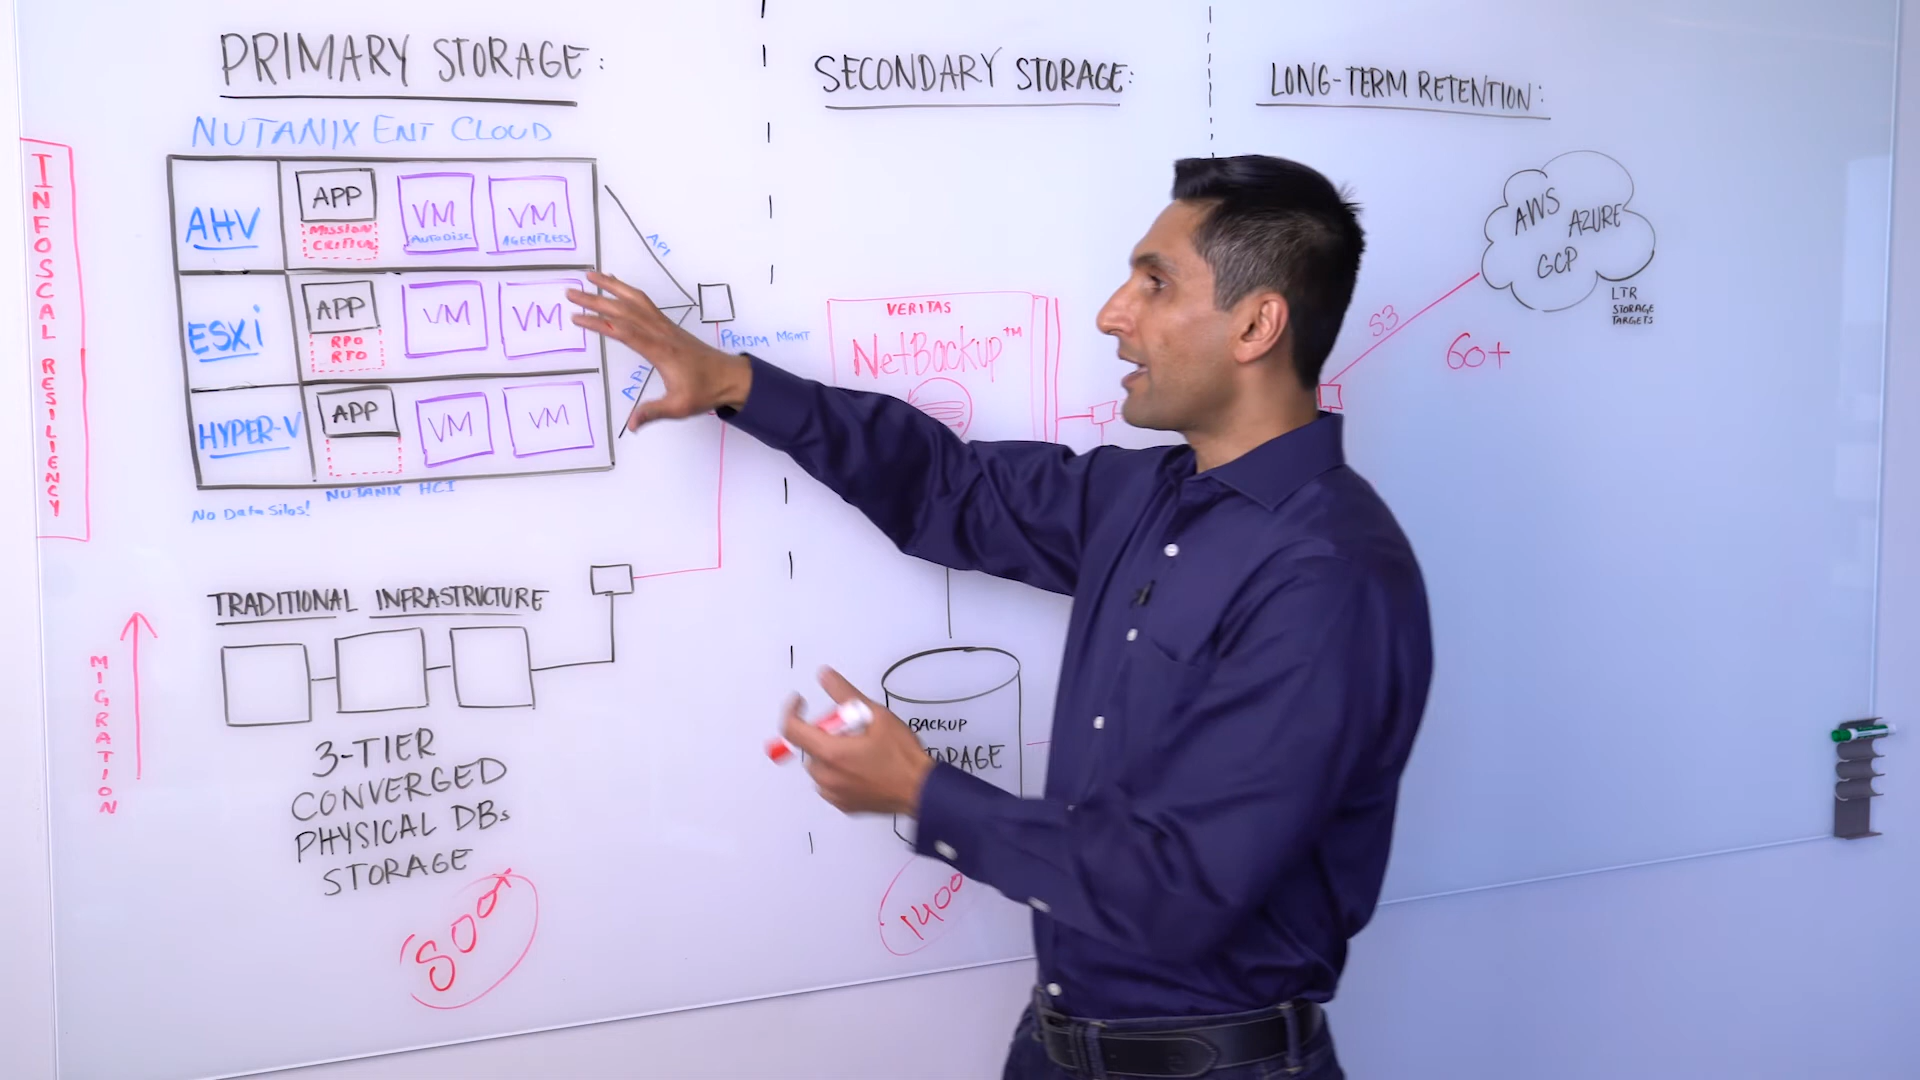 PRIMARY STORAGE:
NUTANIX ENT CLOUD
INFOSCAL RESILIENCY
AHV
APP
MISSION
CRITICAL
VM
AUTODISC
VM
AGENTLESS
ESXi
APP
RPO
RTO
VM
VM
HYPER-V
APP
VM
VM
NUTANIX HCI
No Data Silos!
API
API
PRISM MGMT
TRADITIONAL INFRASTRUCTURE
MIGRATION
3-TIER
CONVERGED
PHYSICAL DBs
STORAGE
800+
SECONDARY STORAGE:
VERITAS
NetBackup™
BACKUP
1400
LONG-TERM RETENTION:
AWS
AZURE
GCP
LTR
STORAGE
TARGETS
S3
60+